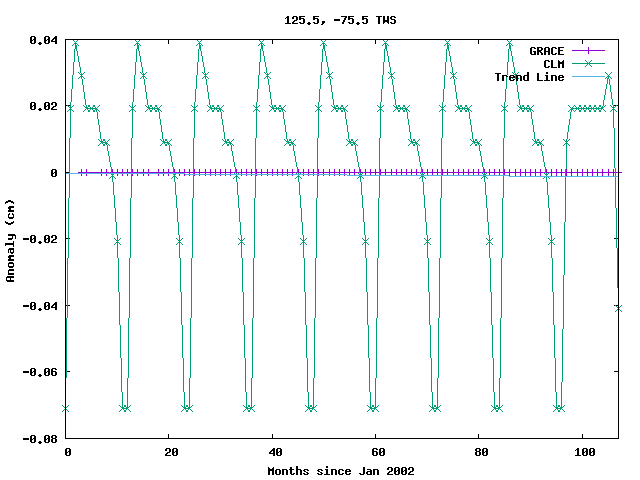 125.5, -75.5 TWS
GRACE
CLM
Trend Line
0.04
0.02
0
-0.02
-0.04
-0.06
-0.08
Anomaly (cm)
0 20 40 60 80 100
Months since Jan 2002